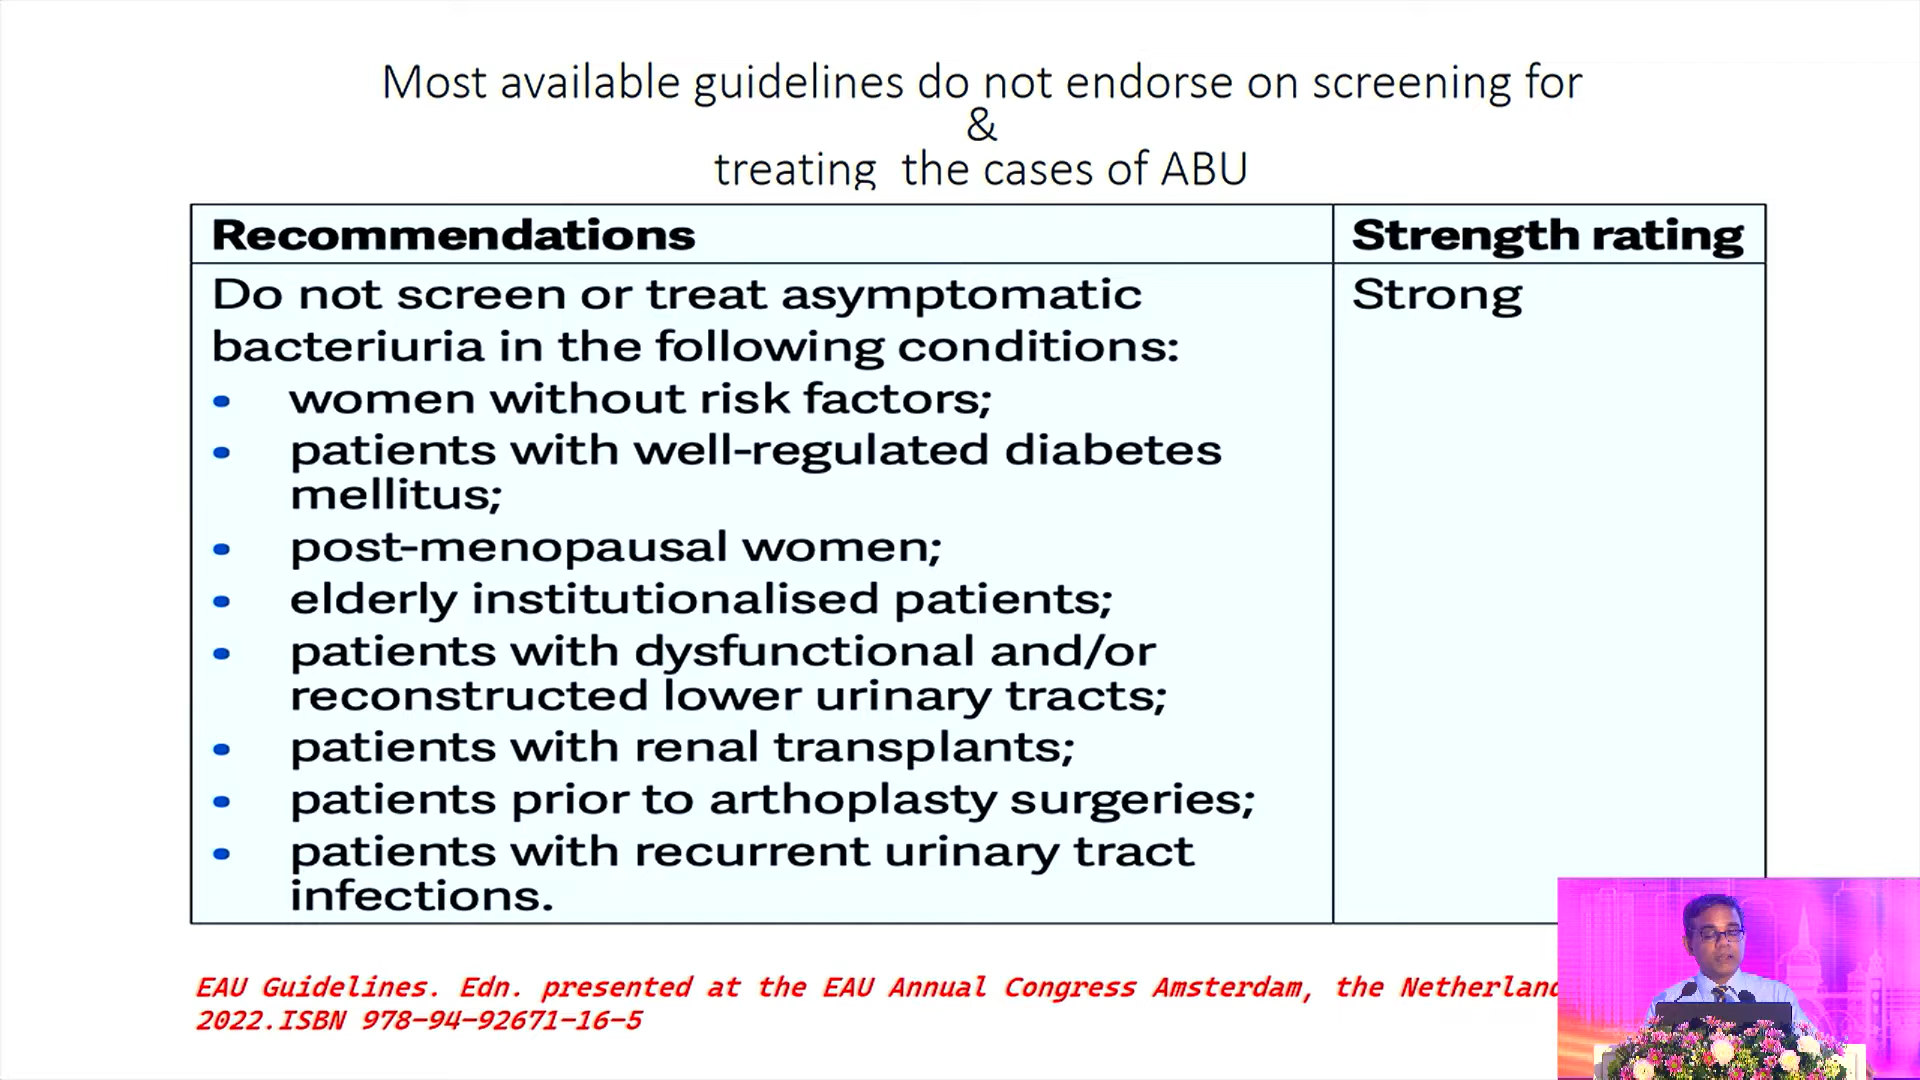 Most available guidelines do not endorse on screening for
&
treating the cases of ABU
Recommendations
Strength rating
Do not screen or treat asymptomatic
Strong
bacteriuria in the following conditions:
• women without risk factors;
• patients with well-regulated diabetes
mellitus;
• post-menopausal women;
• elderly institutionalised patients;
• patients with dysfunctional and/or
reconstructed lower urinary tracts;
• patients with renal transplants;
• patients prior to arthoplasty surgeries;
• patients with recurrent urinary tract
infections.
EAU Guidelines. Edn. presented at the EAU Annual Congress Amsterdam, the Netherland
2022.ISBN 978-94-92671-16-5